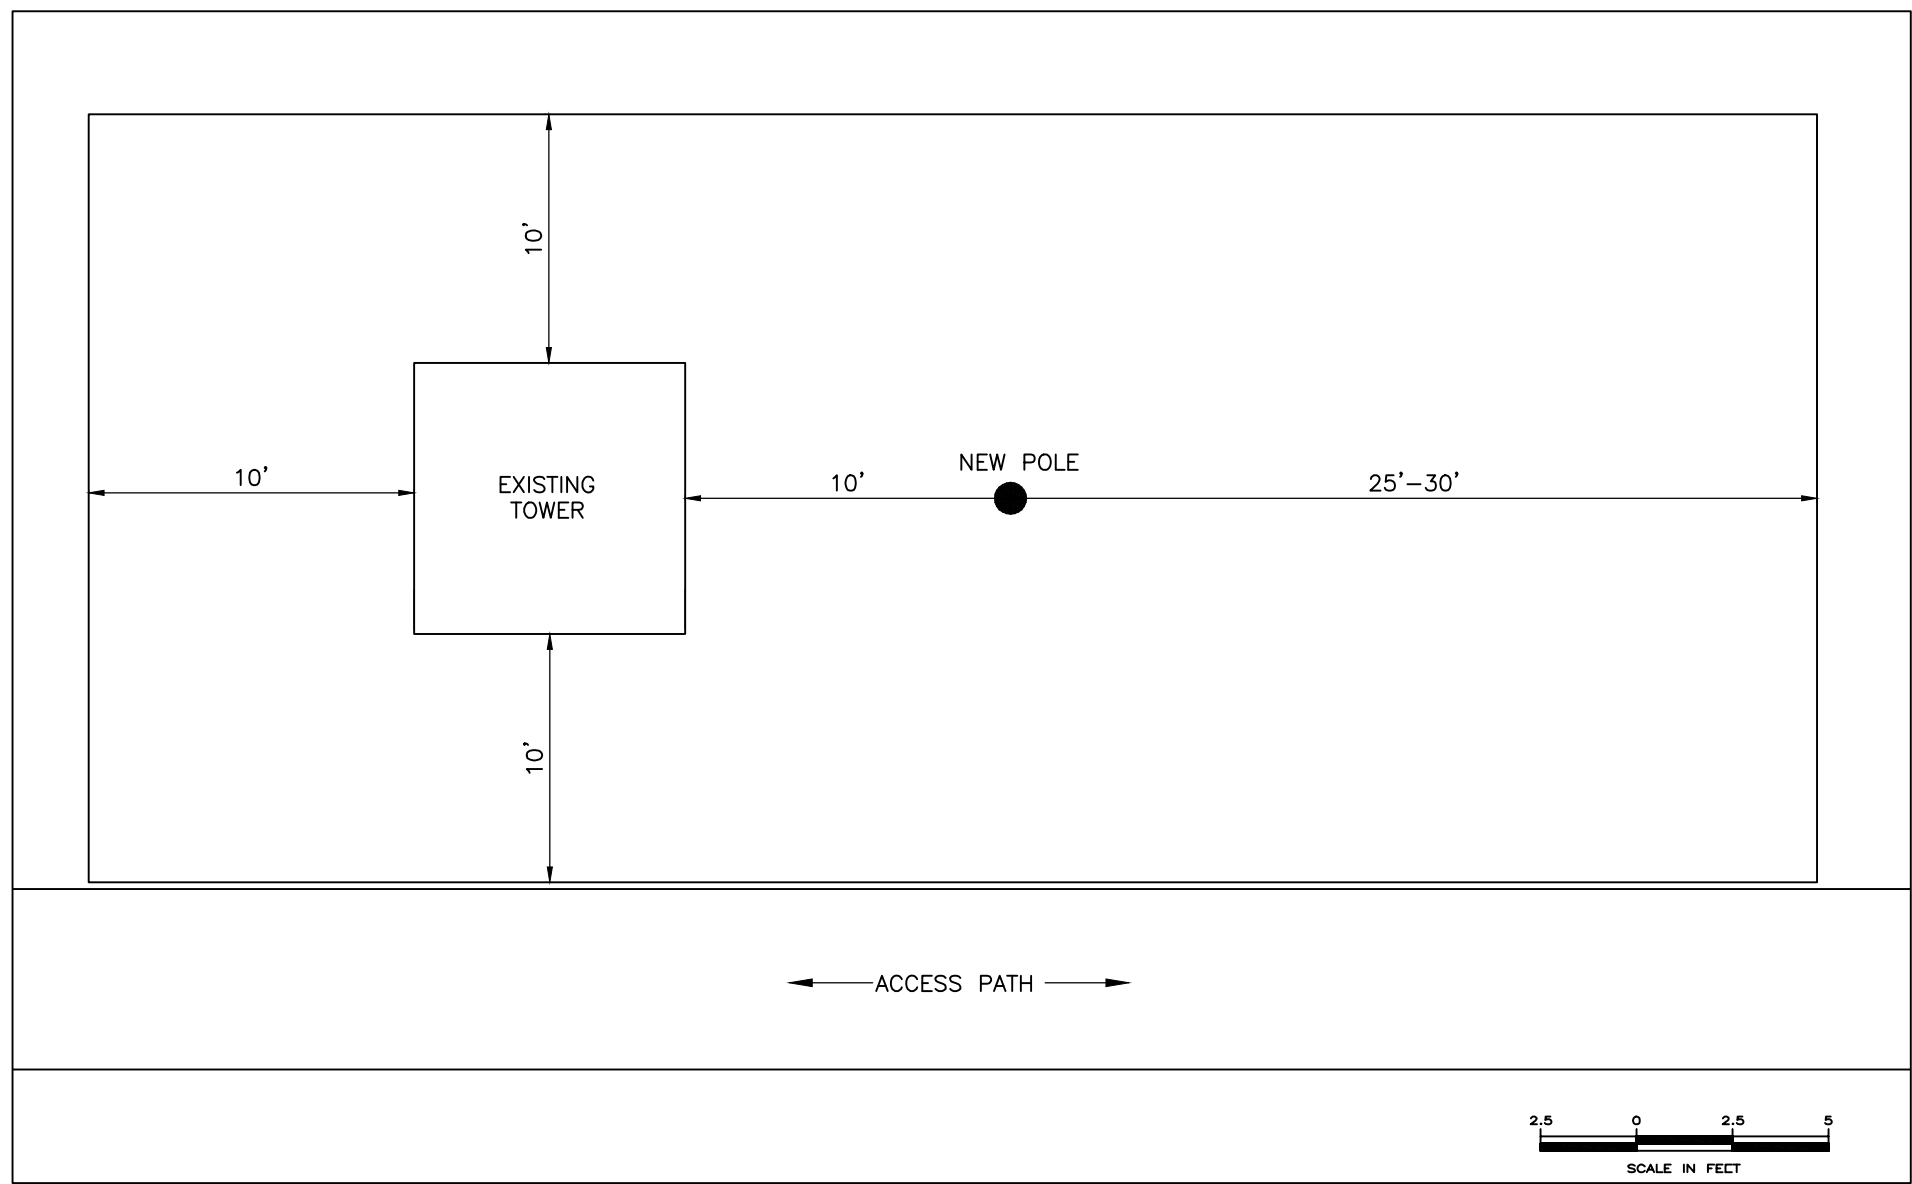 10'
10'
EXISTING
TOWER
10'
NEW POLE
25'-30'
10'
ACCESS PATH
2.5 0 2.5 5
SCALE IN FEET